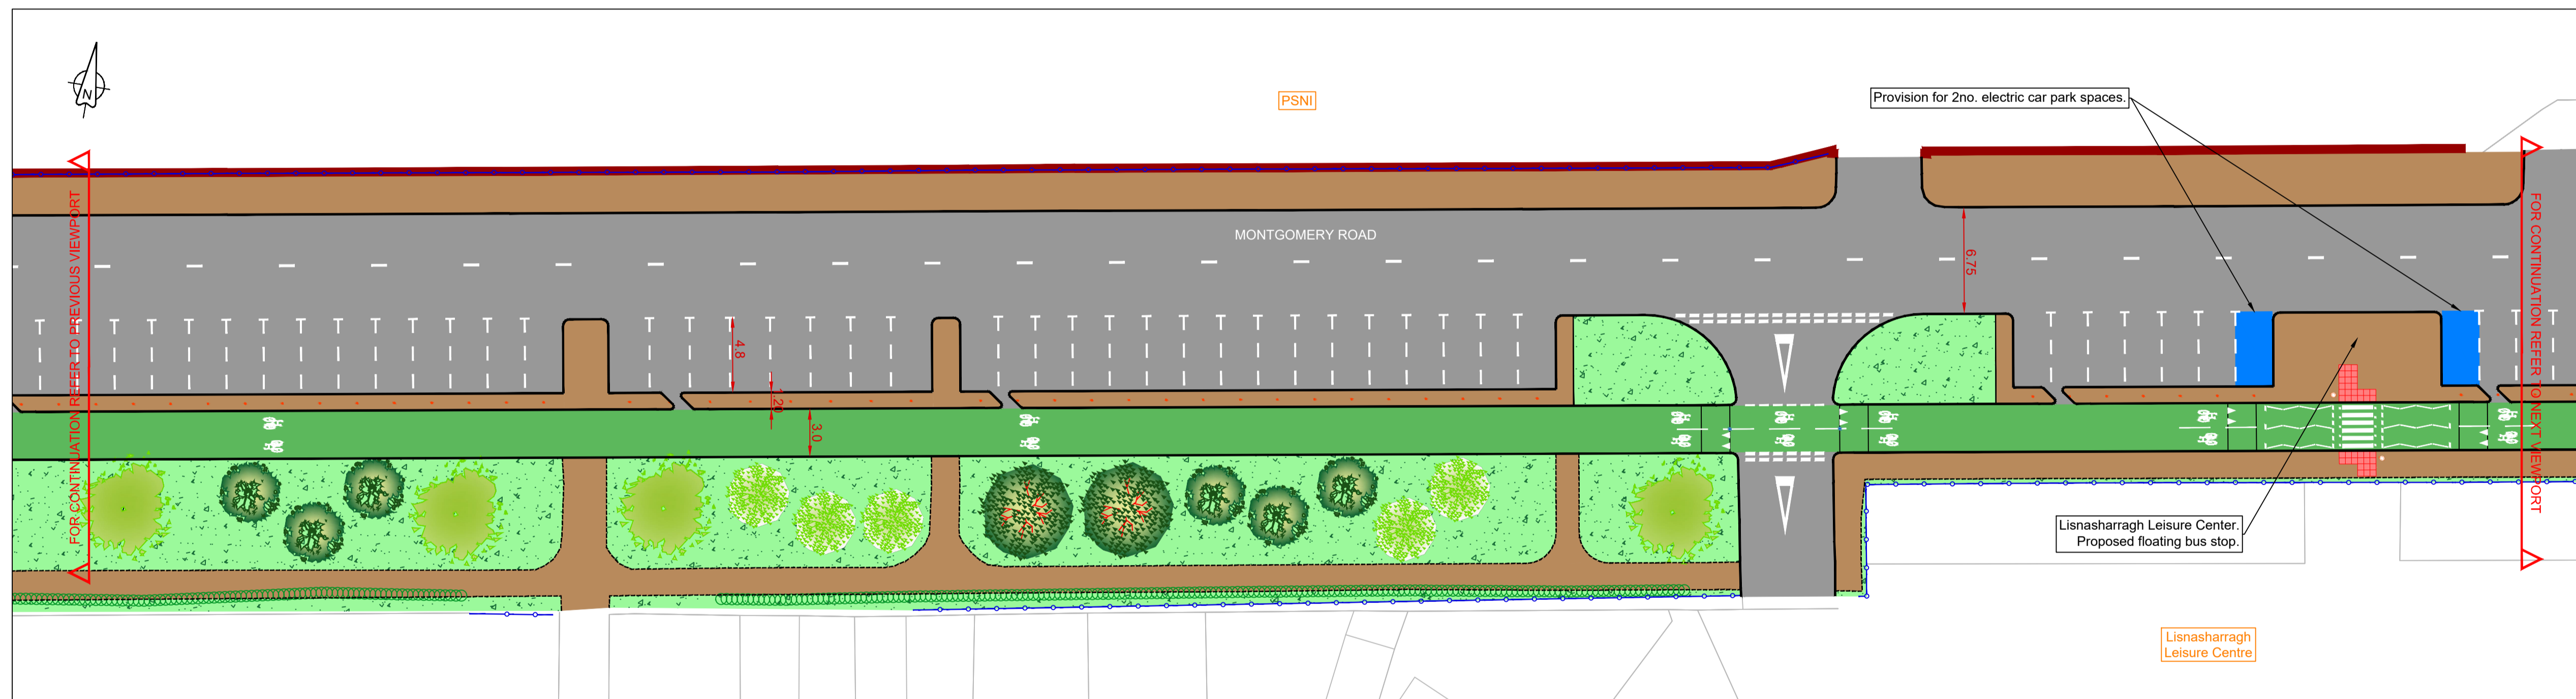 N
PSNI
Provision for 2no. electric car park spaces.
FOR CONTINUATION REFER TO PREVIOUS VIEWPORT
MONTGOMERY ROAD
6.75
FOR CONTINUATION REFER TO NEXT VIEWPORT
4.8
3.0
Lisnasharragh Leisure Center.
Proposed floating bus stop.
Lisnasharragh
Leisure Centre